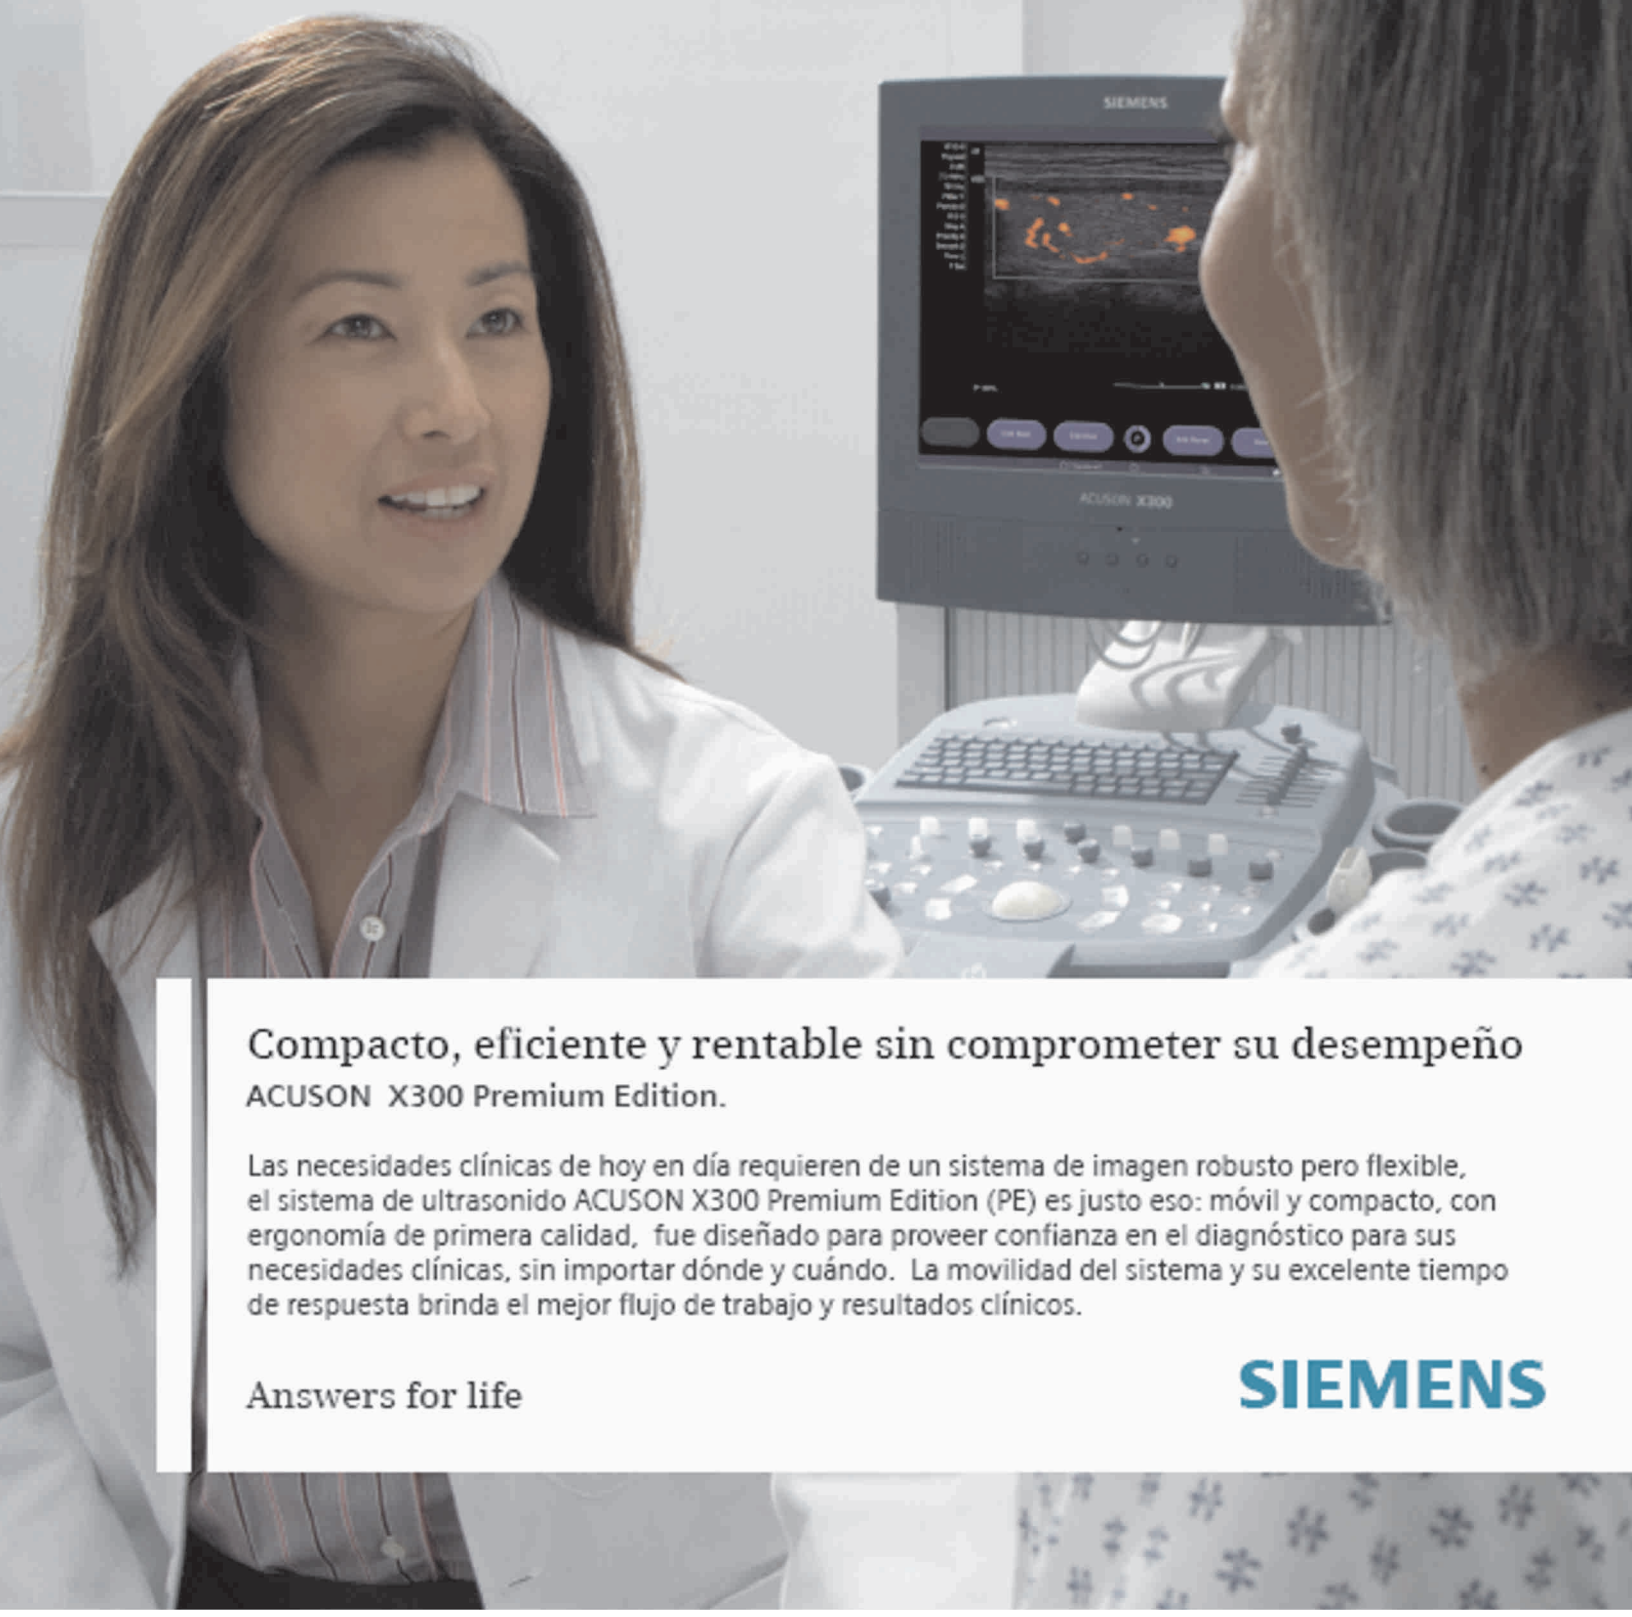 SIEMENS
ACUSON X300
Compacto, eficiente y rentable sin comprometer su desempeño
ACUSON X300 Premium Edition.
Las necesidades clínicas de hoy en día requieren de un sistema de imagen robusto pero flexible,
el sistema de ultrasonido ACUSON X300 Premium Edition (PE) es justo eso: móvil y compacto, con
ergonomía de primera calidad, fue diseñado para proveer confianza en el diagnóstico para sus
necesidades clínicas, sin importar dónde y cuándo. La movilidad del sistema y su excelente tiempo
de respuesta brinda el mejor flujo de trabajo y resultados clínicos.
Answers for life
SIEMENS